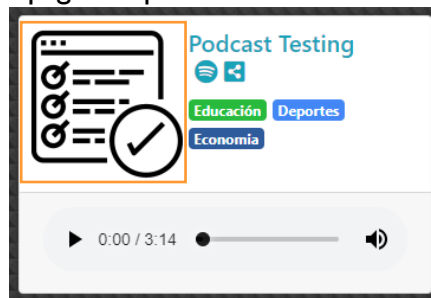 Podcast Testing
Educación Deportes
Economia
0:00 / 3:14